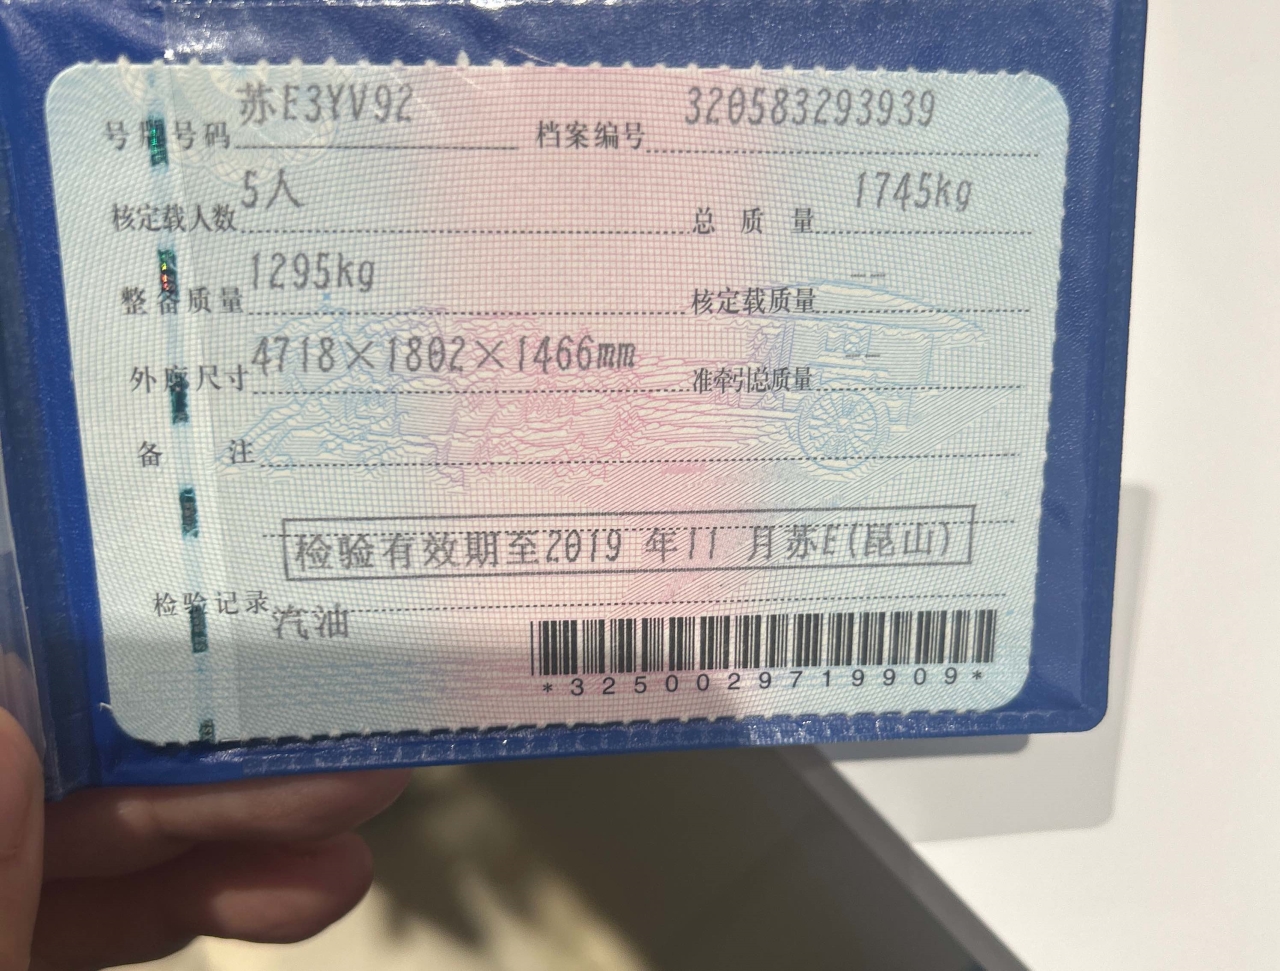 号牌号码 苏E3YV92 档案编号 320583293939
核定载人数 5人 总质量 1745kg
整备质量 1295kg 核定载质量 --
外廓尺寸 4718×1802×1466mm 准牵引总质量 --
备注
检验有效期至2019 年11 月苏E(昆山)
检验记录 汽油
*3250029719909*